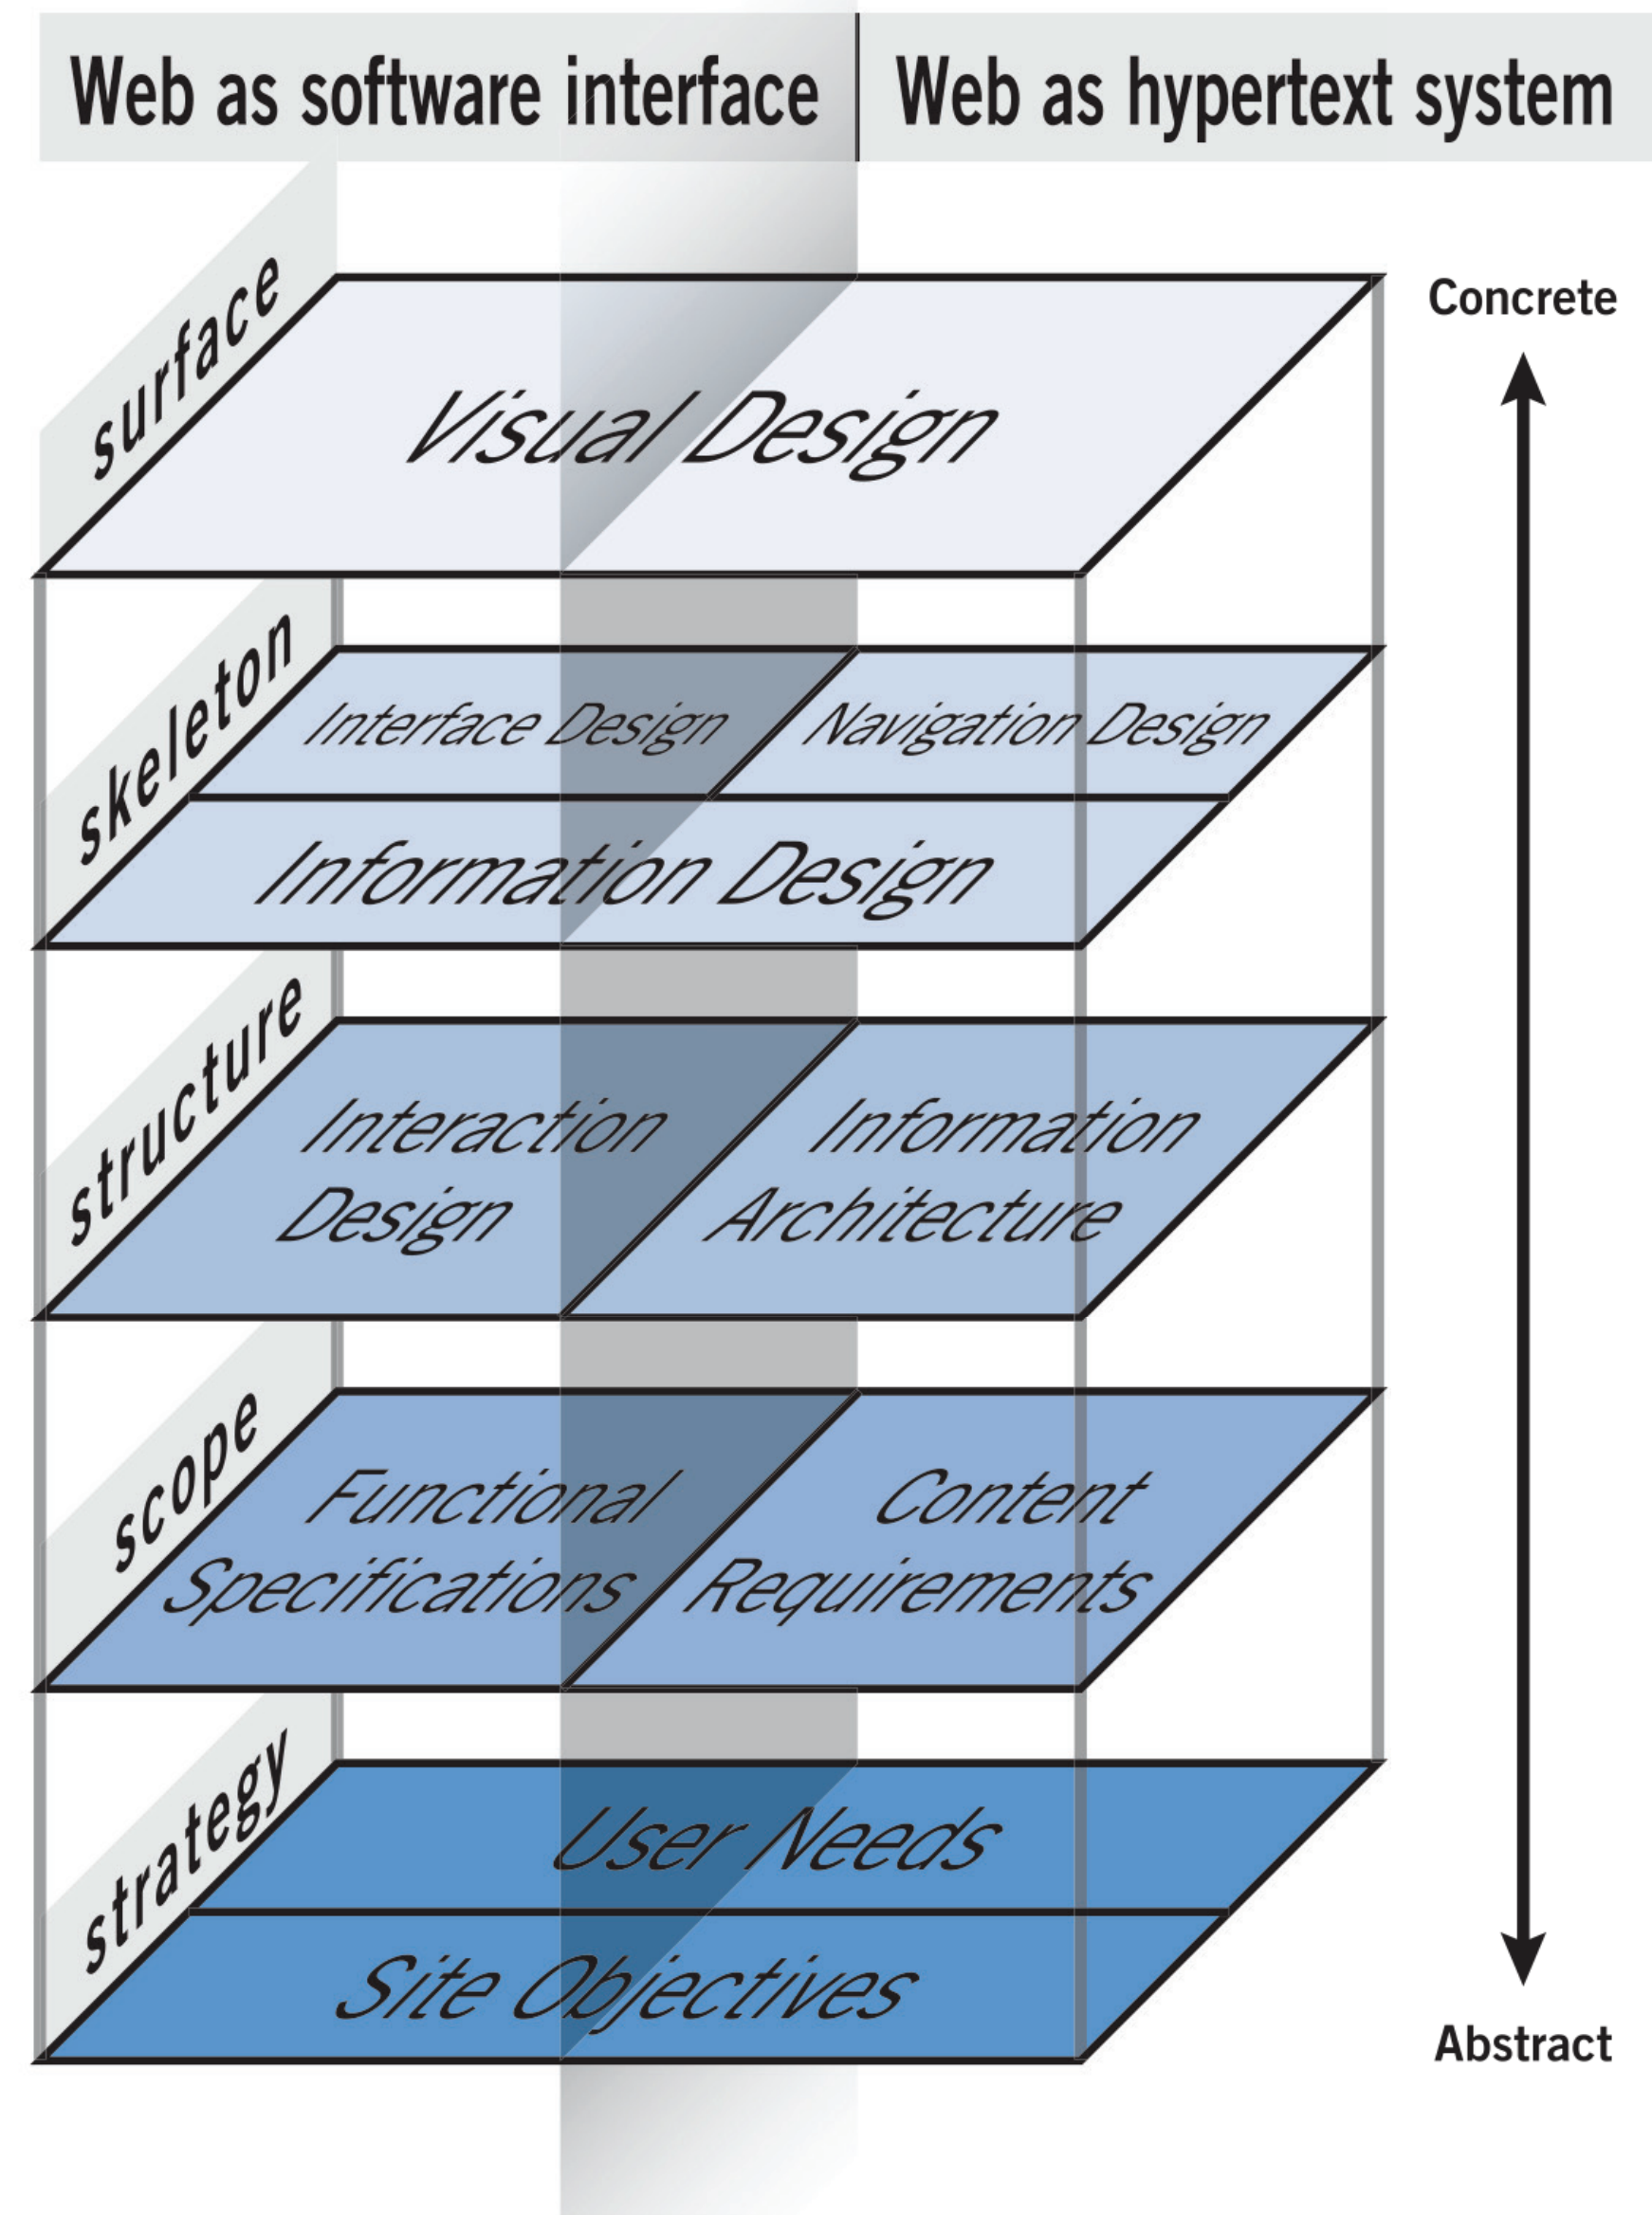 Web as software interface
Web as hypertext system
Concrete
surface
Visual Design
skeleton
Interface Design
Navigation Design
Information Design
structure
Interaction
Design
Information
Architecture
scope
Functional
Specifications
Content
Requirements
strategy
User Needs
Site Objectives
Abstract